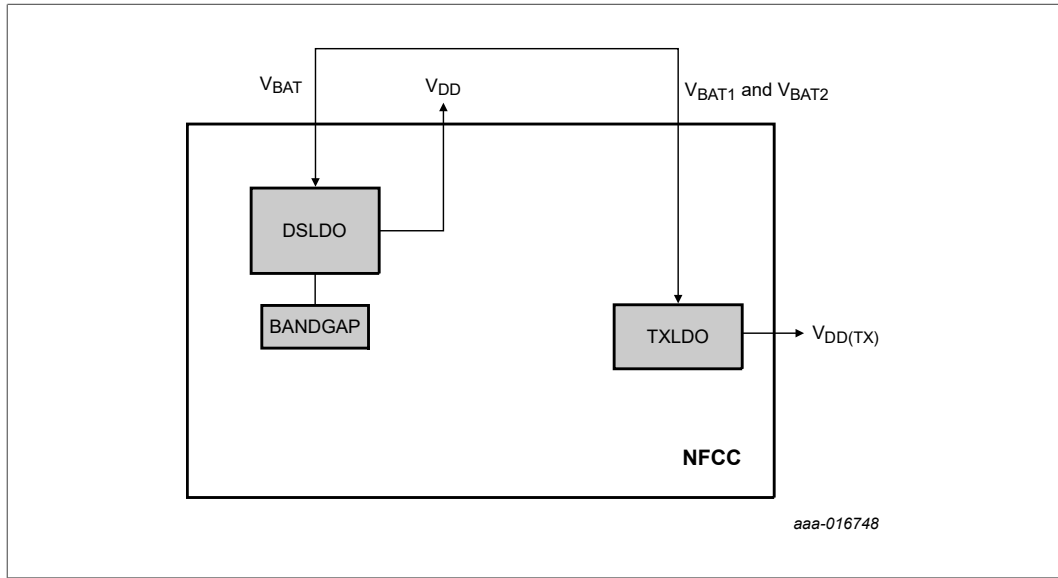 VBAT
VDD
VBAT1 and VBAT2
DSLDO
BANDGAP
TXLDO
VDD(TX)
NFCC
aaa-016748